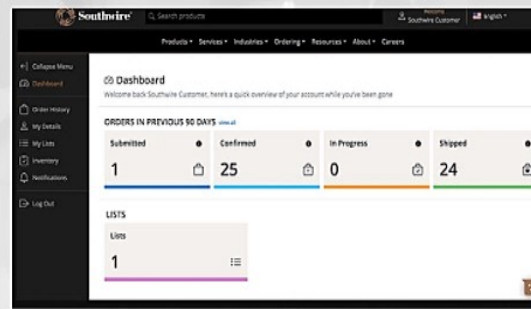 Southwire
Search products
Welcome
Southwire Customer
English
Products Services Industries Ordering Resources About Careers
Collapse Menu
Dashboard
Order History
My Details
My Lists
Inventory
Notifications
Log Out
Dashboard
Welcome back Southwire Customer, here's a quick overview of your account while you've been gone
ORDERS IN PREVIOUS 90 DAYS view all
Submitted
1
Confirmed
25
In Progress
0
Shipped
24
LISTS
Lists
1